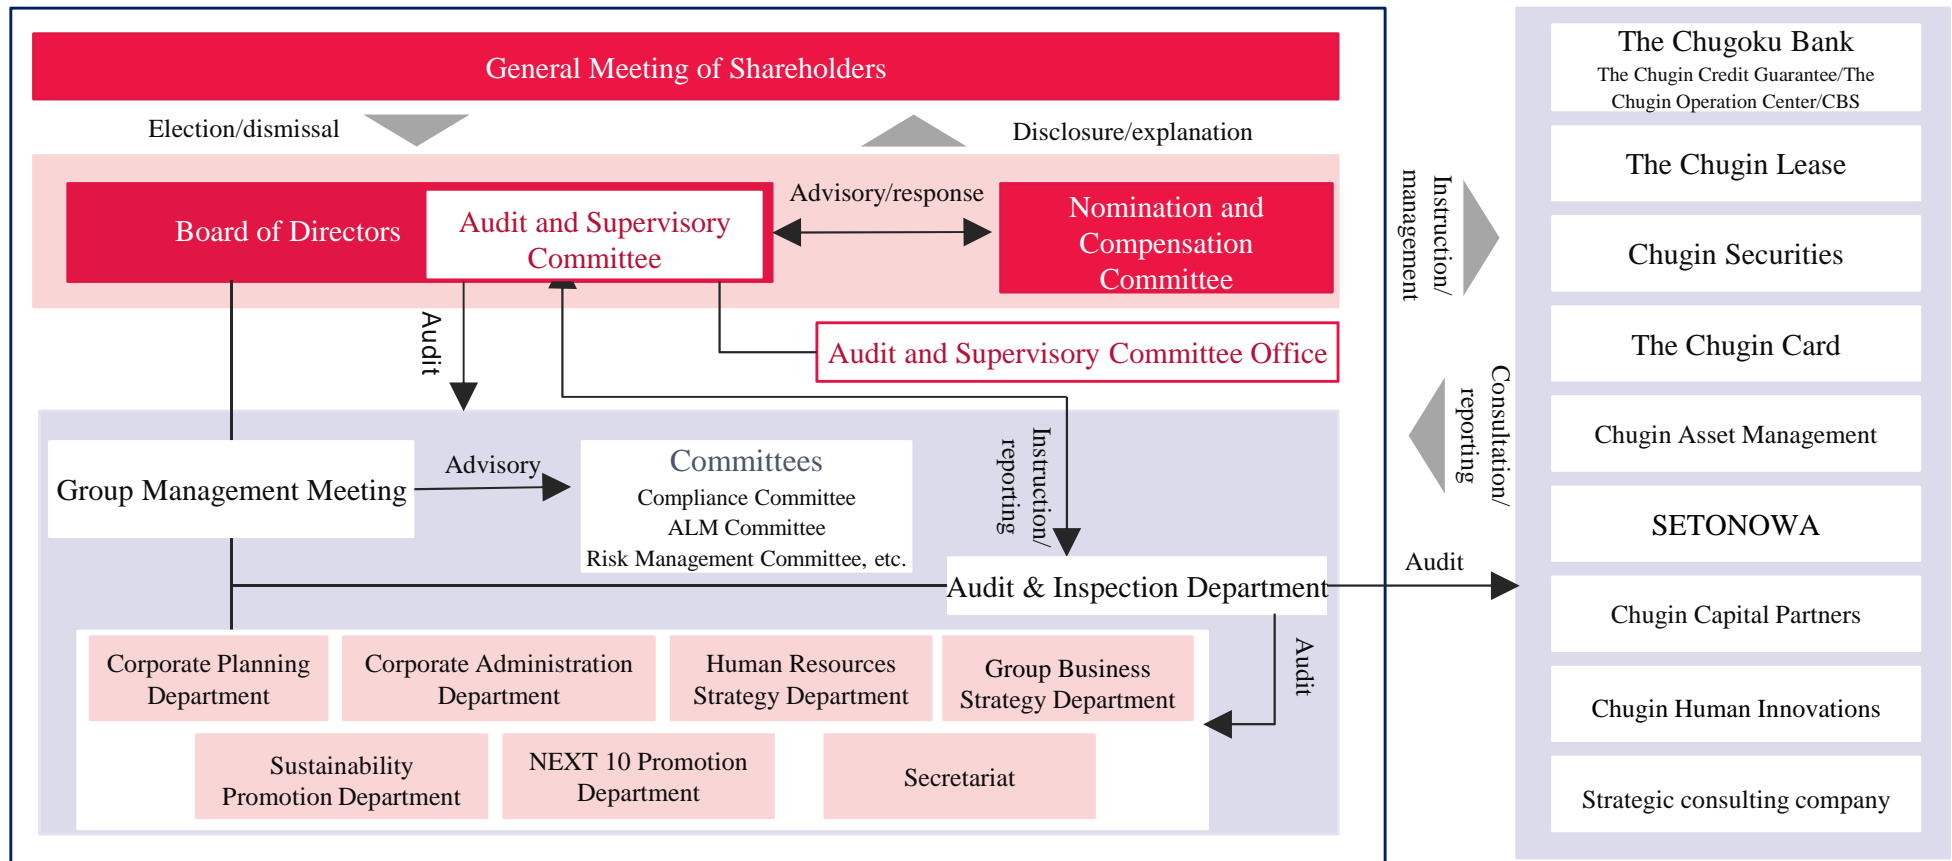 General Meeting of Shareholders
Election/dismissal
Disclosure/explanation
Board of Directors
Audit and Supervisory
Committee
Advisory/response
Nomination and
Compensation
Committee
Audit
Audit and Supervisory Committee Office
Group Management Meeting
Advisory
Committees
Compliance Committee
ALM Committee
Risk Management Committee, etc.
Instruction/
reporting
Audit & Inspection Department
Audit
Corporate Planning
Department
Corporate Administration
Department
Human Resources
Strategy Department
Group Business
Strategy Department
Sustainability
Promotion Department
NEXT 10 Promotion
Department
Secretariat
Instruction/
management
Consultation/
reporting
Audit
The Chugoku Bank
The Chugin Credit Guarantee/The
Chugin Operation Center/CBS
The Chugin Lease
Chugin Securities
The Chugin Card
Chugin Asset Management
SETONOWA
Chugin Capital Partners
Chugin Human Innovations
Strategic consulting company